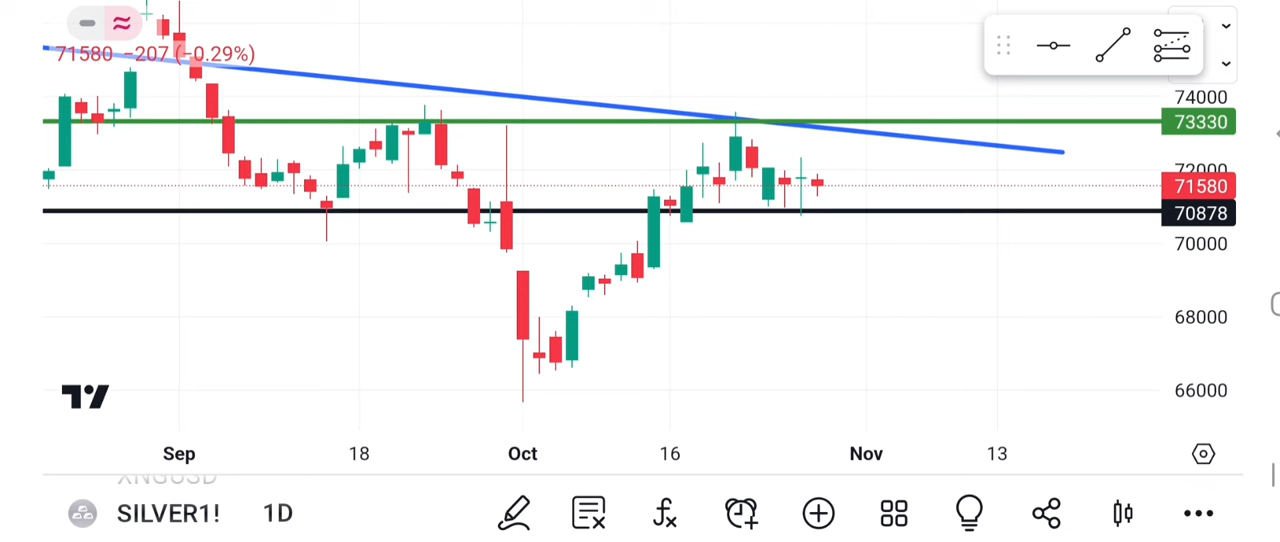 71580 −207 (−0.29%)
74000
73330
72000
71580
70878
70000
68000
66000
Sep 18 Oct 16 Nov 13
XNGUSD
SILVER1! 1D